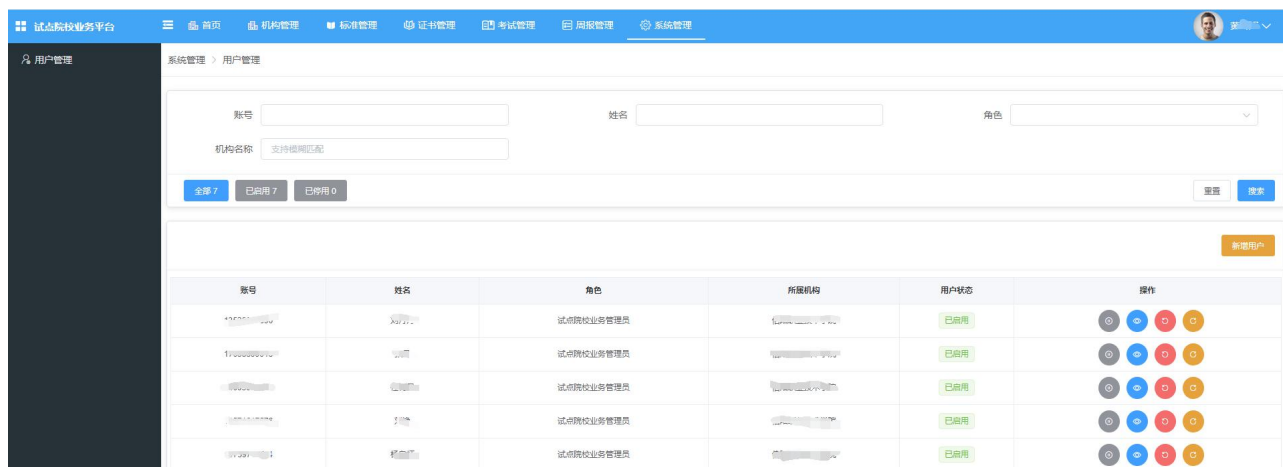 试点院校业务平台 首页 机构管理 标准管理 证书管理 考试管理 周报管理 系统管理
用户管理
系统管理 > 用户管理
账号 姓名 角色
机构名称 支持模糊匹配
全部 7 已启用 7 已停用 0 重置 搜索
新增用户
账号 姓名 角色 所属机构 用户状态 操作
试点院校业务管理员 已启用
试点院校业务管理员 已启用
试点院校业务管理员 已启用
试点院校业务管理员 已启用
试点院校业务管理员 已启用